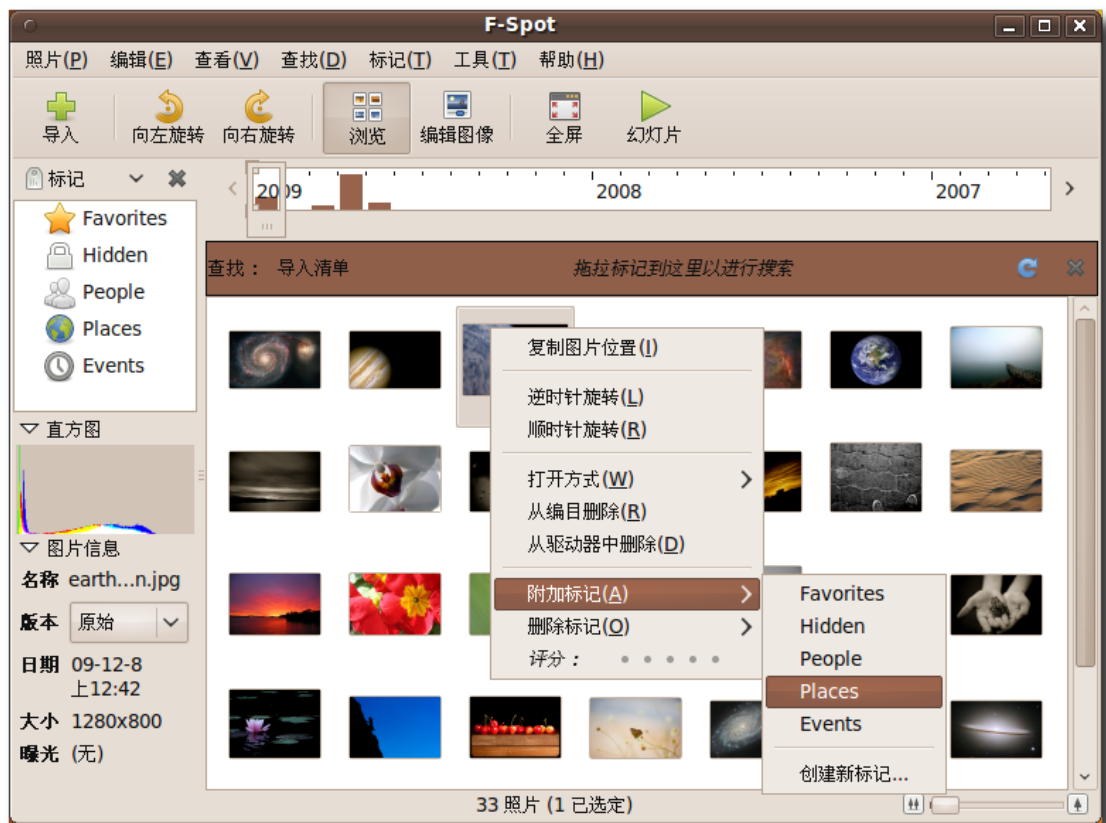 F-Spot
照片(P) 编辑(E) 查看(V) 查找(D) 标记(T) 工具(T) 帮助(H)
导入 向左旋转 向右旋转 浏览 编辑图像 全屏 幻灯片
标记
2009 2008 2007
Favorites
Hidden
People
Places
Events
查找： 导入清单 拖拉标记到这里以进行搜索
复制图片位置(I)
逆时针旋转(L)
顺时针旋转(R)
打开方式(W)
从编目删除(R)
从驱动器中删除(D)
附加标记(A)
删除标记(O)
评分：
Favorites
Hidden
People
Places
Events
创建新标记...
直方图
图片信息
名称 earth...n.jpg
版本 原始
日期 09-12-8
上12:42
大小 1280x800
曝光 (无)
33 照片 (1 已选定)